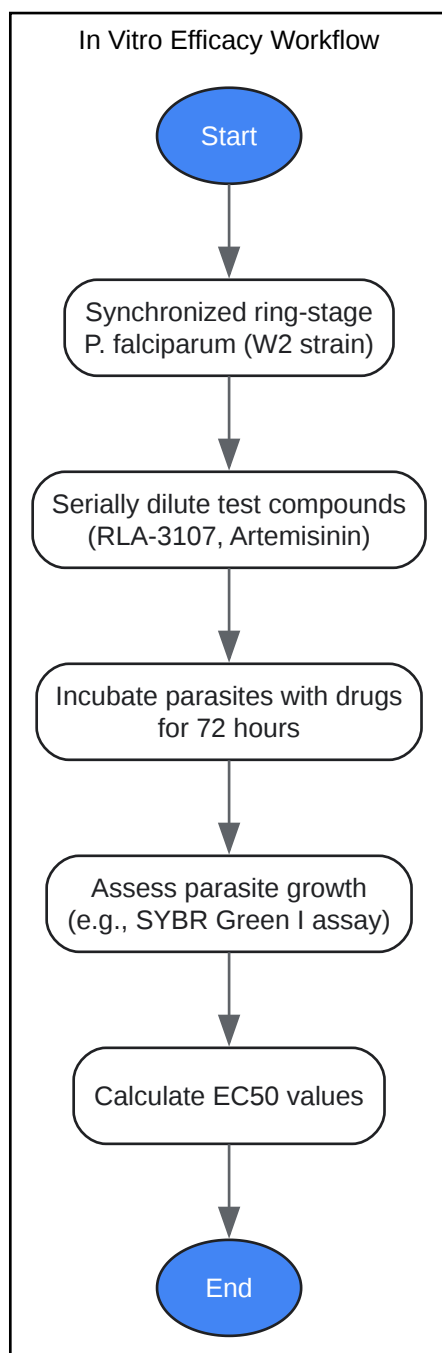 In Vitro Efficacy Workflow
Start
Synchronized ring-stage
P. falciparum (W2 strain)
Serially dilute test compounds
(RLA-3107, Artemisinin)
Incubate parasites with drugs
for 72 hours
Assess parasite growth
(e.g., SYBR Green I assay)
Calculate EC50 values
End